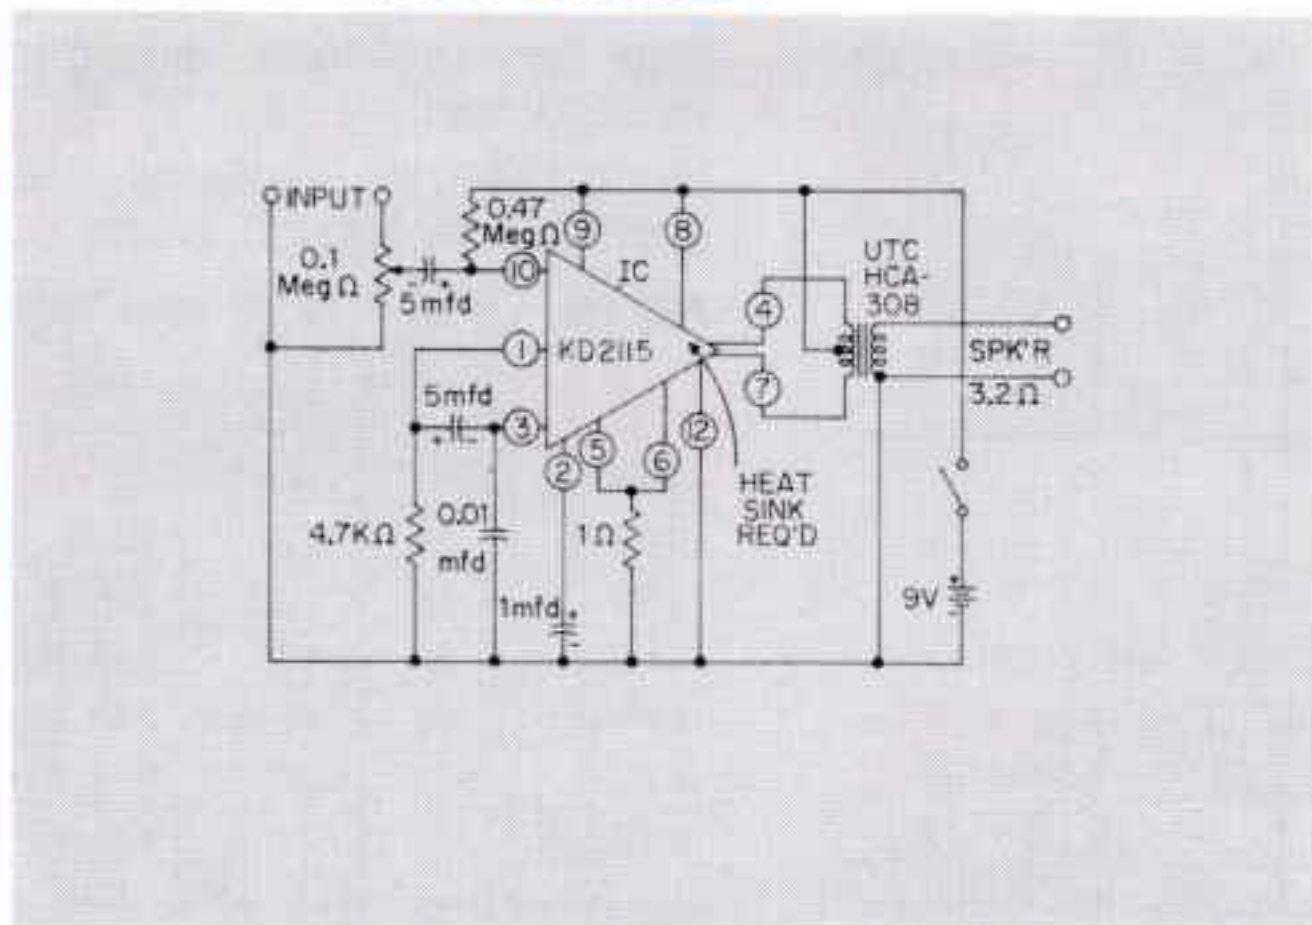 INPUT
0.1
Meg Ω
5mfd
0.47
Meg Ω
10
9
8
IC
KD2115
1
5mfd
3
2
5
6
12
4
7
UTC
HCA-
308
SPK'R
3.2Ω
HEAT
SINK
REQ'D
4.7KΩ
0.01
mfd
1mfd
1Ω
9V